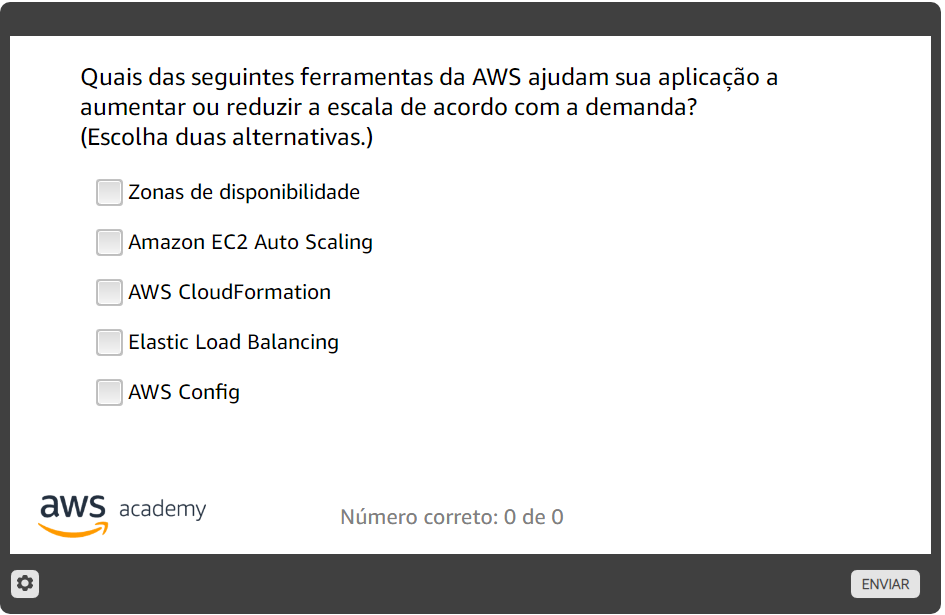 Quais das seguintes ferramentas da AWS ajudam sua aplicação a
aumentar ou reduzir a escala de acordo com a demanda?
(Escolha duas alternativas.)
Zonas de disponibilidade
Amazon EC2 Auto Scaling
AWS CloudFormation
Elastic Load Balancing
AWS Config
aws academy
Número correto: 0 de 0
ENVIAR